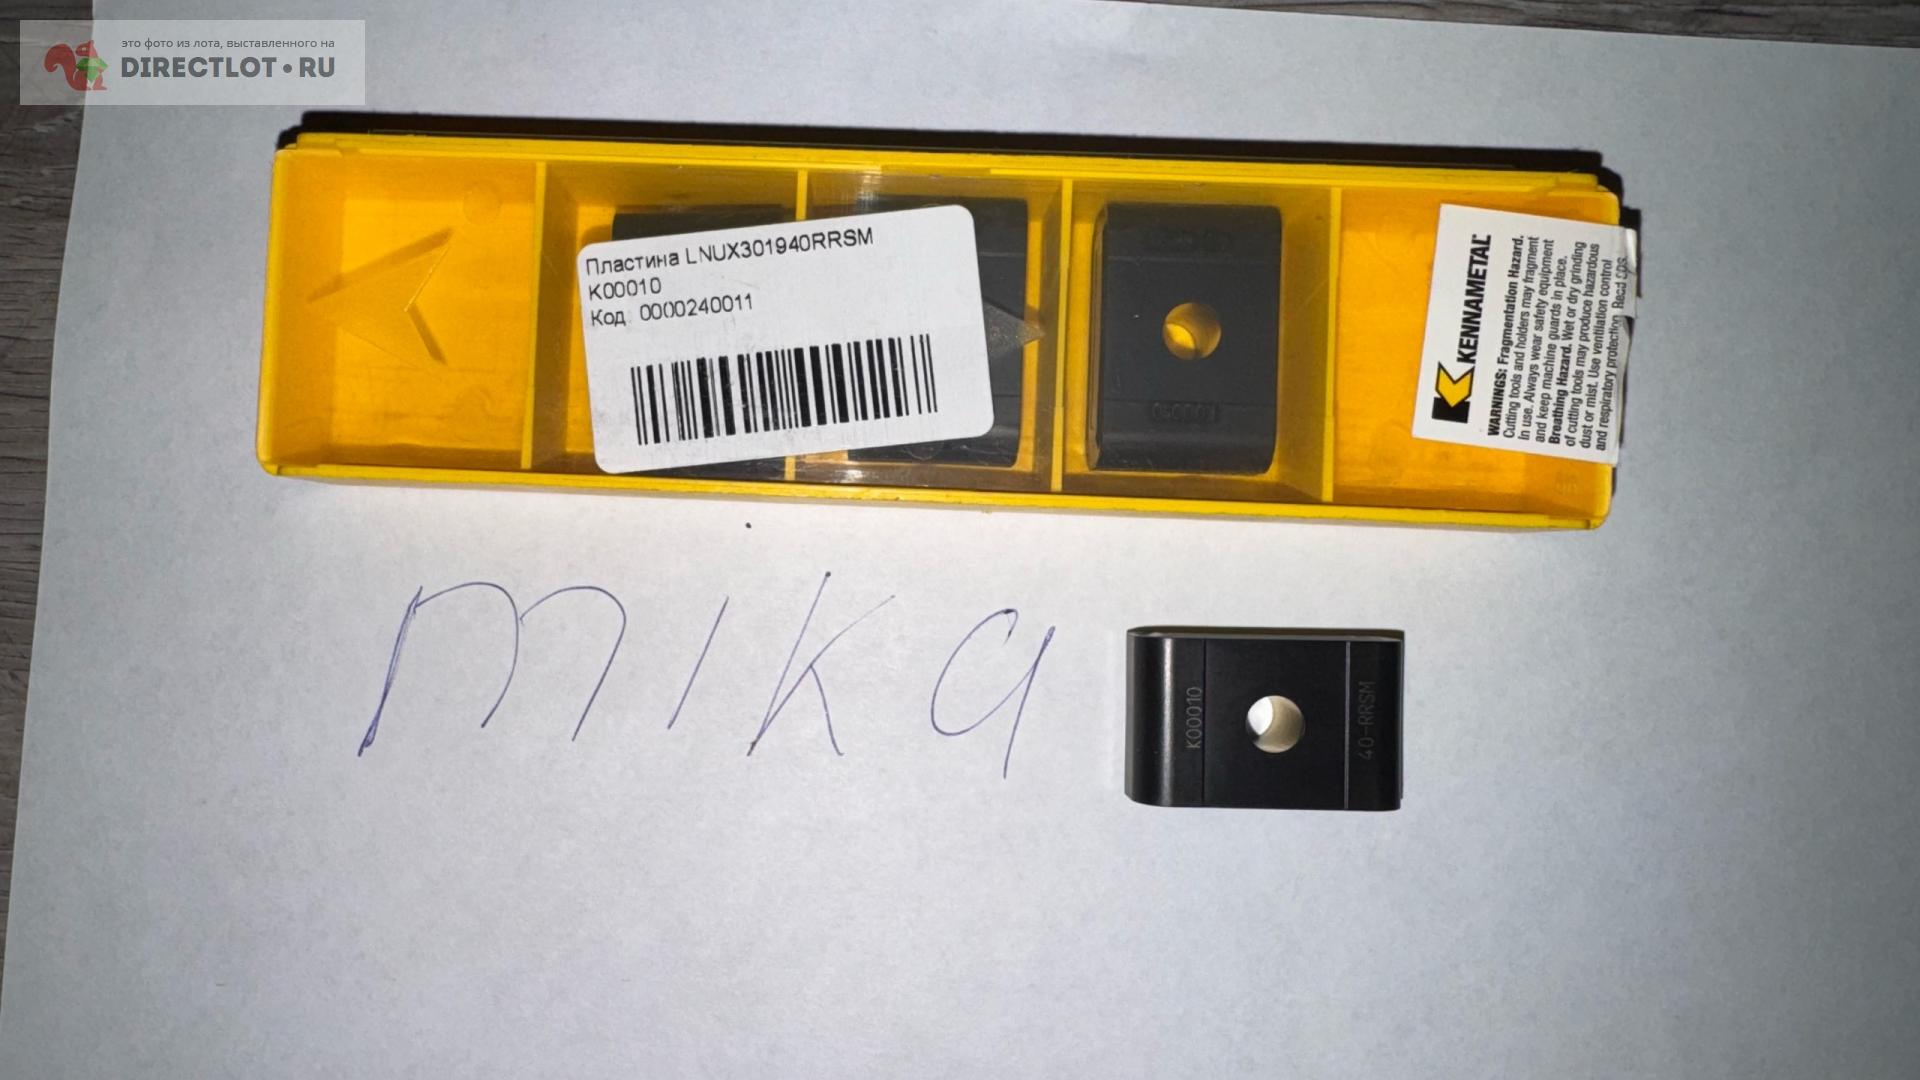 это фото из лота, выставленного на
DIRECTLOT.RU
Пластина LNUX301940RRSM
K00010
Код: 0000240011
KENNAMETAL
WARNINGS: Fragmentation Hazard.
Cutting tools and holders may fragment
in use. Always wear safety equipment
and keep machine guards in place.
Breathing Hazard. Wet or dry grinding
of cutting tools may produce hazardous
dust or mist. Use ventilation control
and respiratory protection. Read SDS.
K00010
mika
K00010
40-RRSM